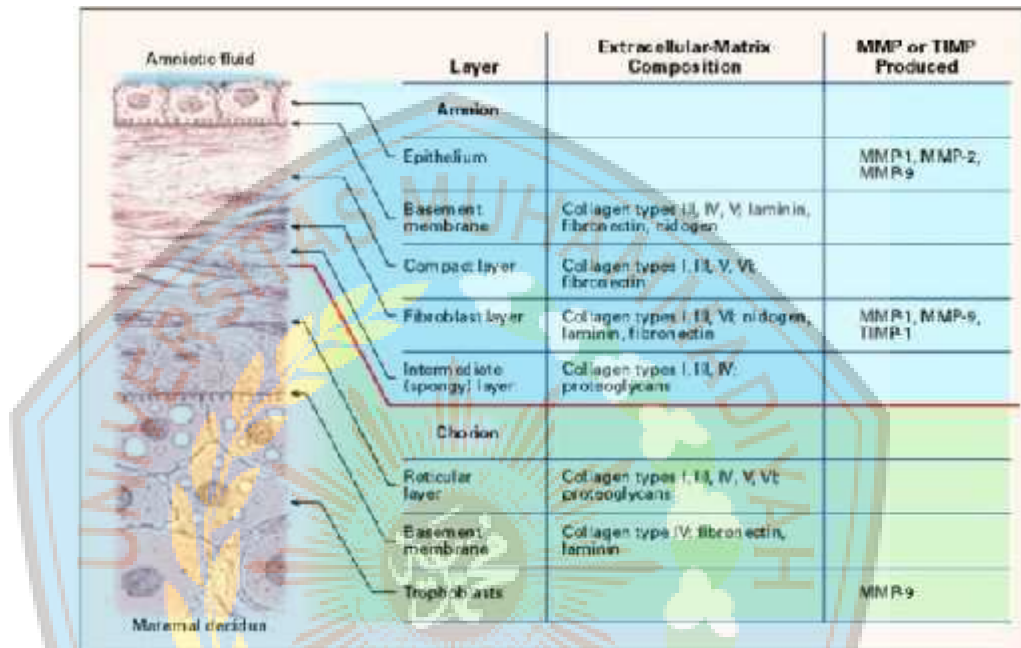 Amniotic fluid
Layer
Extracellular-Matrix
Composition
MMP or TIMP
Produced
Amnion
Epithelium
MMP-1, MMP-2,
MMP-9
Basement
membrane
Collagen types III, IV, V; laminin,
fibronectin, nidogen
Compact layer
Collagen types I, III, V, VI;
fibronectin
Fibroblast layer
Collagen types I, III, VI; nidogen,
laminin, fibronectin
MMP-1, MMP-9,
TIMP-1
Intermediate
(spongy) layer
Collagen types I, III, IV;
proteoglycans
Chorion
Reticular
layer
Collagen types I, III, IV, V, VI;
proteoglycans
Basement
membrane
Collagen type IV; fibronectin,
laminin
Trophoblasts
MMP-9
Maternal decidua
UNIVERSITAS MUHAMMADIYAH